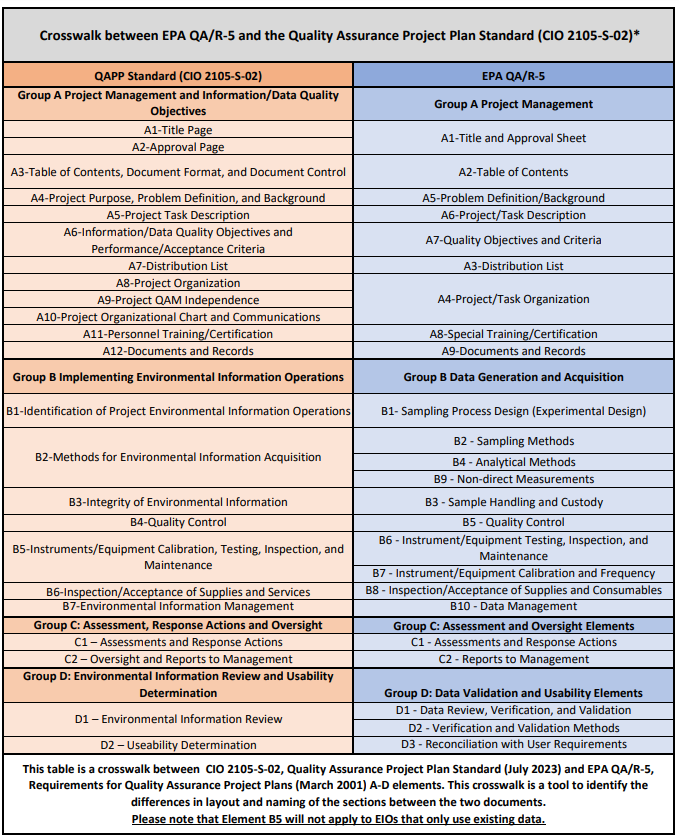 Crosswalk between EPA QA/R-5 and the Quality Assurance Project Plan Standard (CIO 2105-S-02)*
QAPP Standard (CIO 2105-S-02)
EPA QA/R-5
Group A Project Management and Information/Data Quality
Objectives
Group A Project Management
A1-Title Page
A2-Approval Page
A1-Title and Approval Sheet
A3-Table of Contents, Document Format, and Document Control
A2-Table of Contents
A4-Project Purpose, Problem Definition, and Background
A5-Problem Definition/Background
A5-Project Task Description
A6-Project/Task Description
A6-Information/Data Quality Objectives and
Performance/Acceptance Criteria
A7-Quality Objectives and Criteria
A7-Distribution List
A3-Distribution List
A8-Project Organization
A9-Project QAM Independence
A10-Project Organizational Chart and Communications
A4-Project/Task Organization
A11-Personnel Training/Certification
A8-Special Training/Certification
A12-Documents and Records
A9-Documents and Records
Group B Implementing Environmental Information Operations
Group B Data Generation and Acquisition
B1-Identification of Project Environmental Information Operations
B1- Sampling Process Design (Experimental Design)
B2-Methods for Environmental Information Acquisition
B2 - Sampling Methods
B4 - Analytical Methods
B9 - Non-direct Measurements
B3-Integrity of Environmental Information
B3 - Sample Handling and Custody
B4-Quality Control
B5 - Quality Control
B5-Instruments/Equipment Calibration, Testing, Inspection, and
Maintenance
B6 - Instrument/Equipment Testing, Inspection, and
Maintenance
B7 - Instrument/Equipment Calibration and Frequency
B6-Inspection/Acceptance of Supplies and Services
B8 - Inspection/Acceptance of Supplies and Consumables
B7-Environmental Information Management
B10 - Data Management
Group C: Assessment, Response Actions and Oversight
Group C: Assessment and Oversight Elements
C1 – Assessments and Response Actions
C1 - Assessments and Response Actions
C2 – Oversight and Reports to Management
C2 - Reports to Management
Group D: Environmental Information Review and Usability
Determination
Group D: Data Validation and Usability Elements
D1 – Environmental Information Review
D1 - Data Review, Verification, and Validation
D2 - Verification and Validation Methods
D2 – Useability Determination
D3 - Reconciliation with User Requirements
This table is a crosswalk between CIO 2105-S-02, Quality Assurance Project Plan Standard (July 2023) and EPA QA/R-5,
Requirements for Quality Assurance Project Plans (March 2001) A-D elements. This crosswalk is a tool to identify the
differences in layout and naming of the sections between the two documents.
Please note that Element B5 will not apply to EIOs that only use existing data.